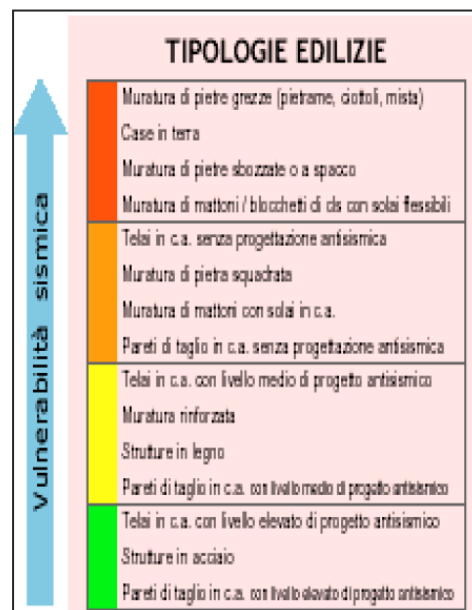 TIPOLOGIE EDILIZIE
Vulnerabilità sismica
Muratura di pietre grezze (pietrame, ciottoli, mista)
Case in terra
Muratura di pietre sbozzate o a spacco
Muratura di mattoni / blocchetti di cls con solai flessibili
Telai in c.a. senza progettazione antisismica
Muratura di pietra squadrata
Muratura di mattoni con solai in c.a.
Pareti di taglio in c.a. senza progettazione antisismica
Telai in c.a. con livello medio di progetto antisismico
Muratura rinforzata
Strutture in legno
Pareti di taglio in c.a. con livello medio di progetto antisismico
Telai in c.a. con livello elevato di progetto antisismico
Strutture in acciaio
Pareti di taglio in c.a. con livello elevato di progetto antisismico